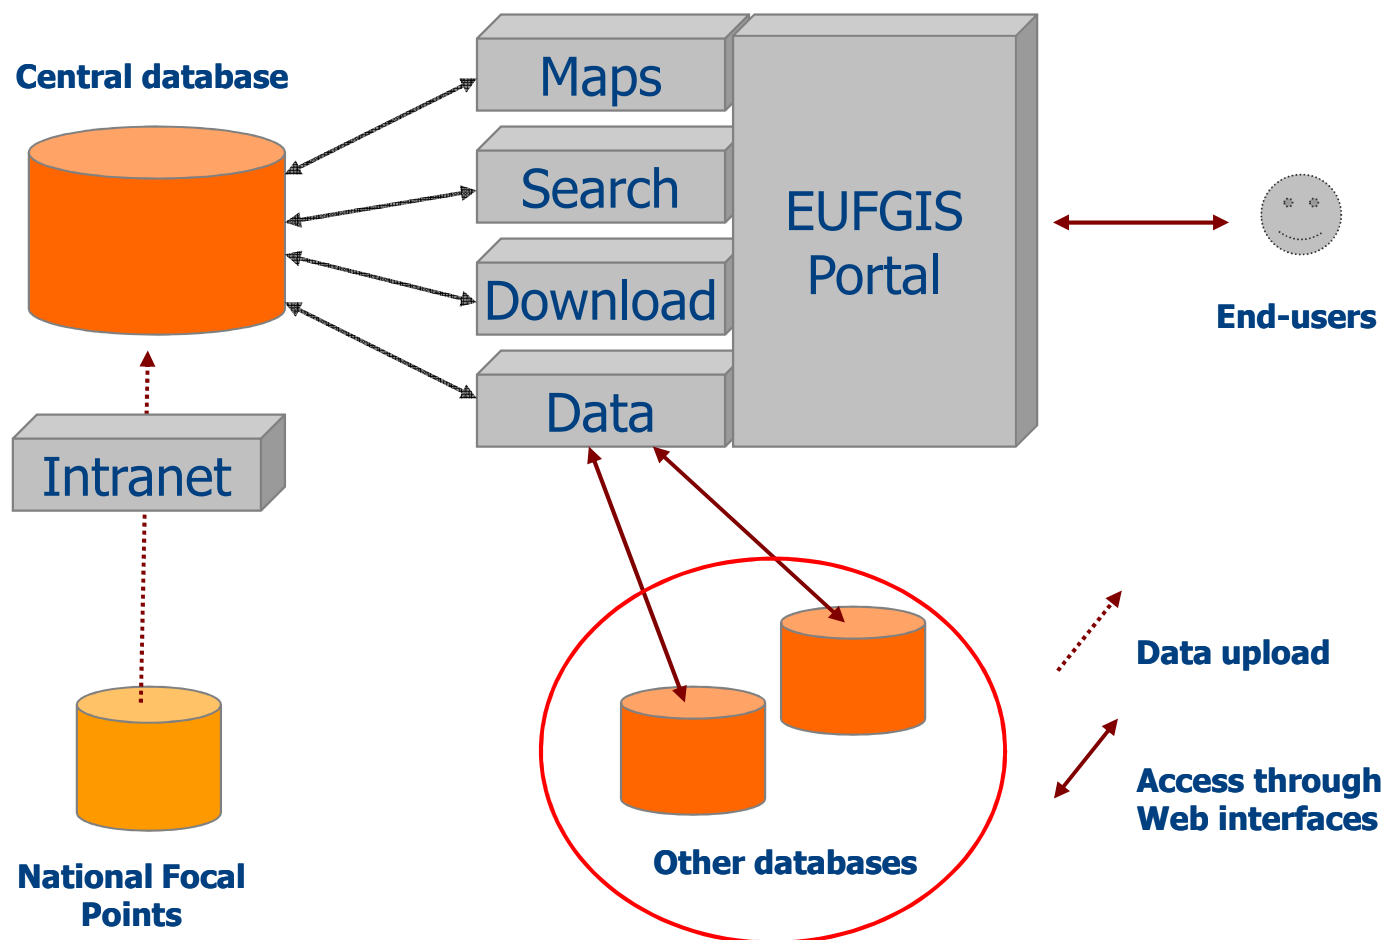 Central database
Maps
Search
Download
Data
EUFGIS
Portal
End-users
Intranet
National Focal
Points
Other databases
Data upload
Access through
Web interfaces